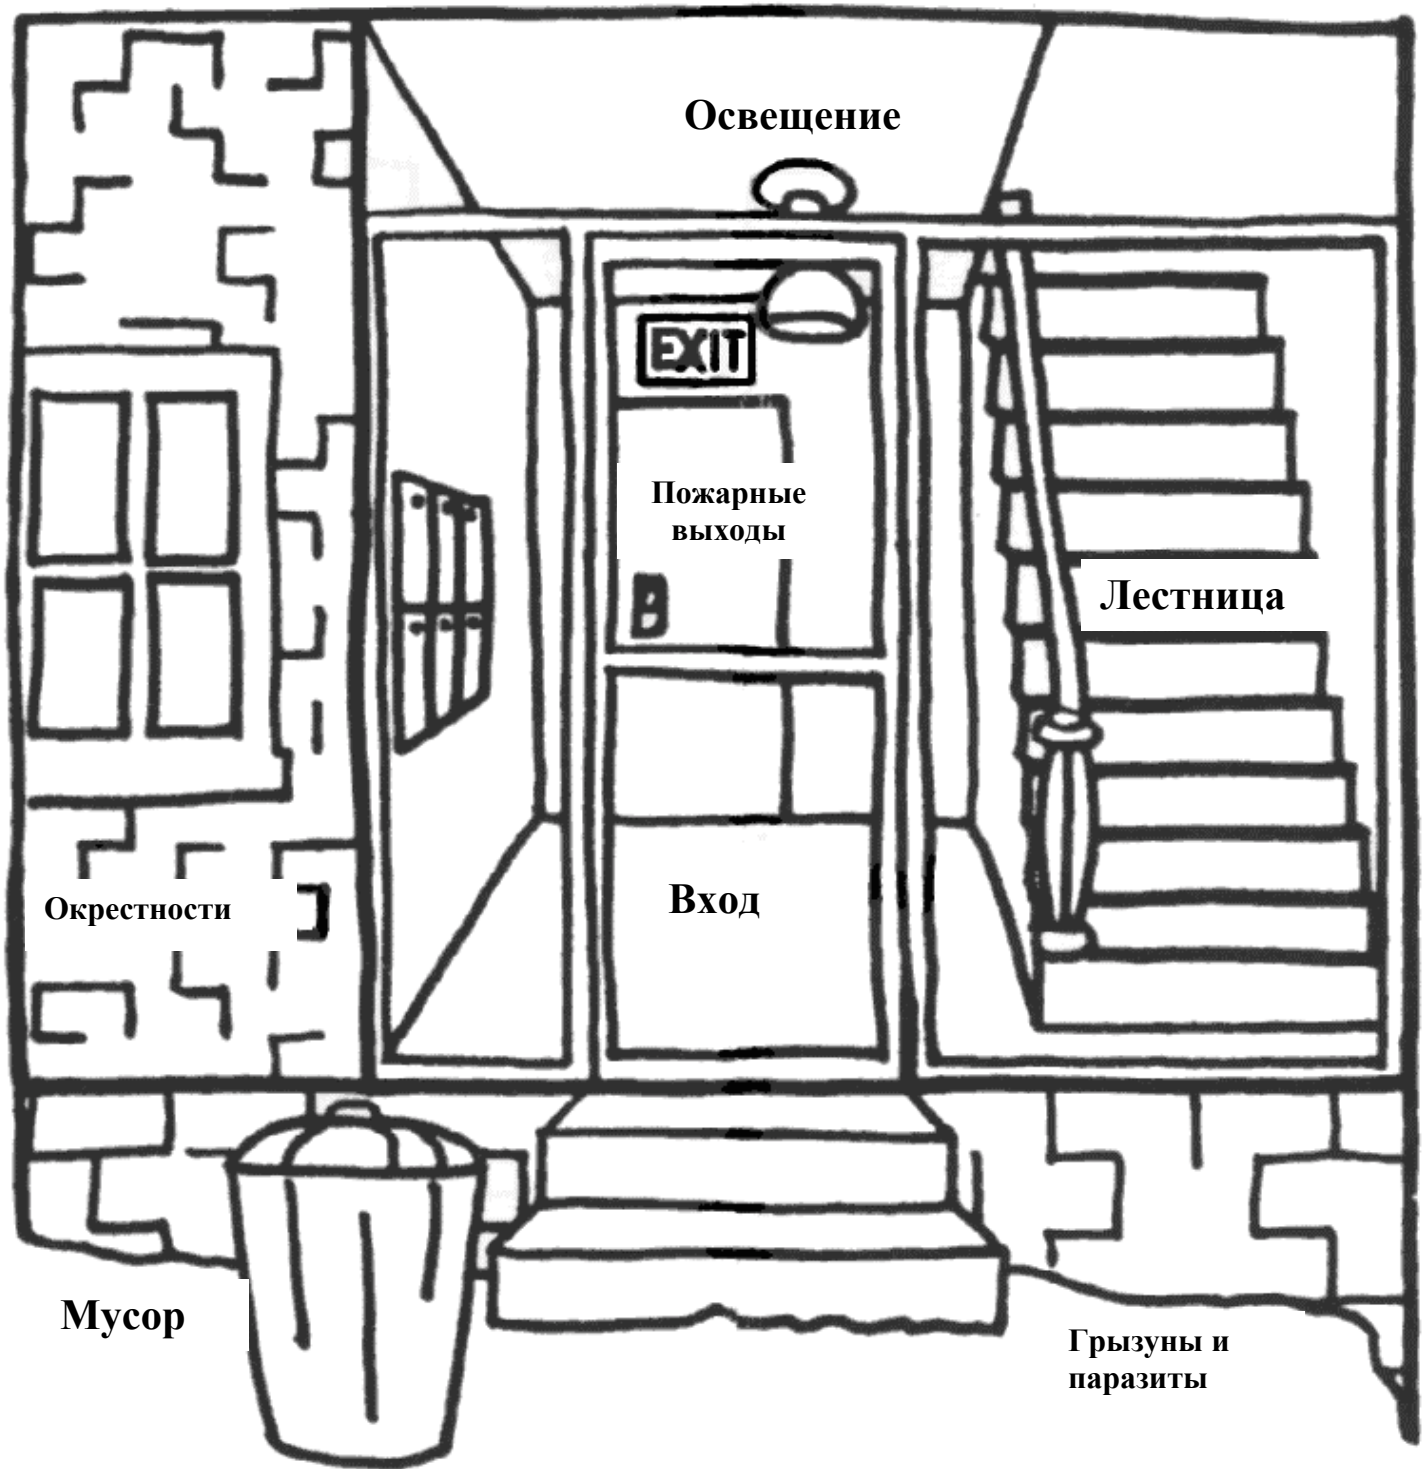 Освещение
EXIT
Пожарные
выходы
Лестница
Вход
Окрестности
Мусор
Грызуны и
паразиты